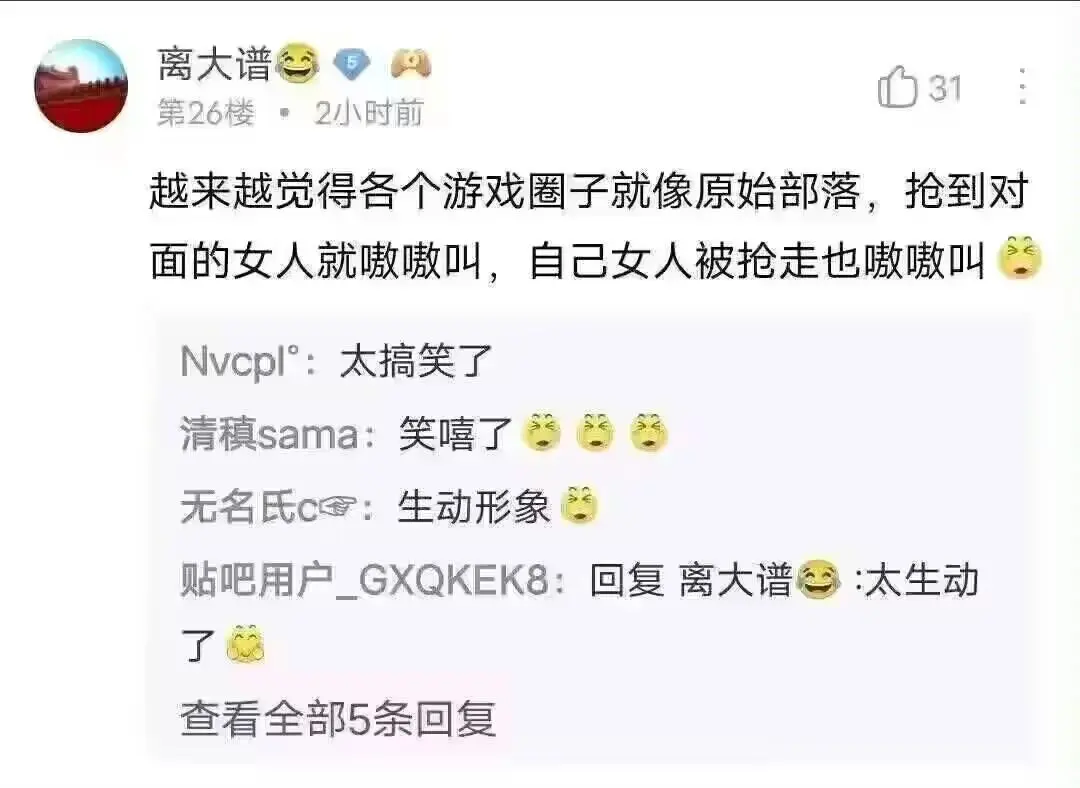 离大谱😂 5
第26楼 • 2小时前
31
越来越觉得各个游戏圈子就像原始部落，抢到对
面的女人就嗷嗷叫，自己女人被抢走也嗷嗷叫
Nvcpl°：太搞笑了
清稹sama：笑嘻了
无名氏c☞：生动形象
贴吧用户_GXQKEK8：回复 离大谱😂 :太生动
了
查看全部5条回复